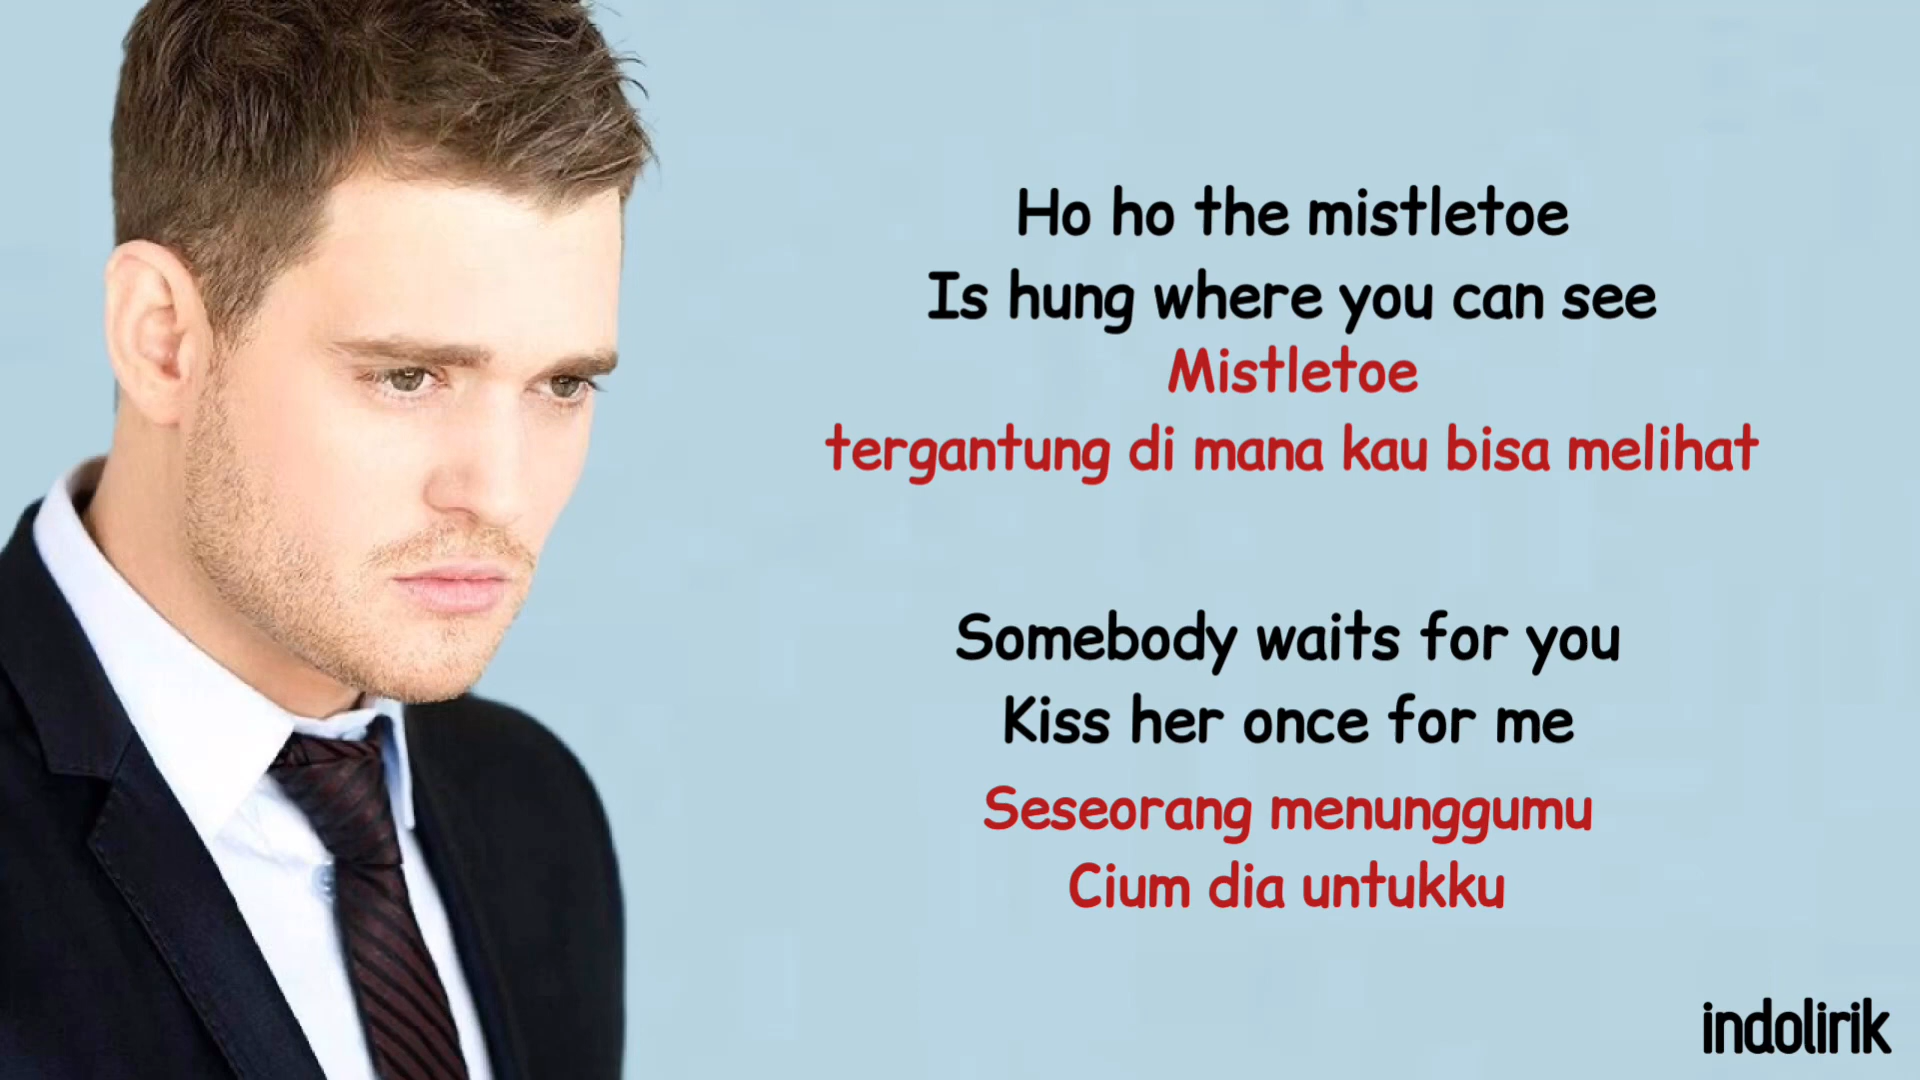 Ho ho the mistletoe
Is hung where you can see
Mistletoe
tergantung di mana kau bisa melihat
Somebody waits for you
Kiss her once for me
Seseorang menunggumu
Cium dia untukku
indolirik